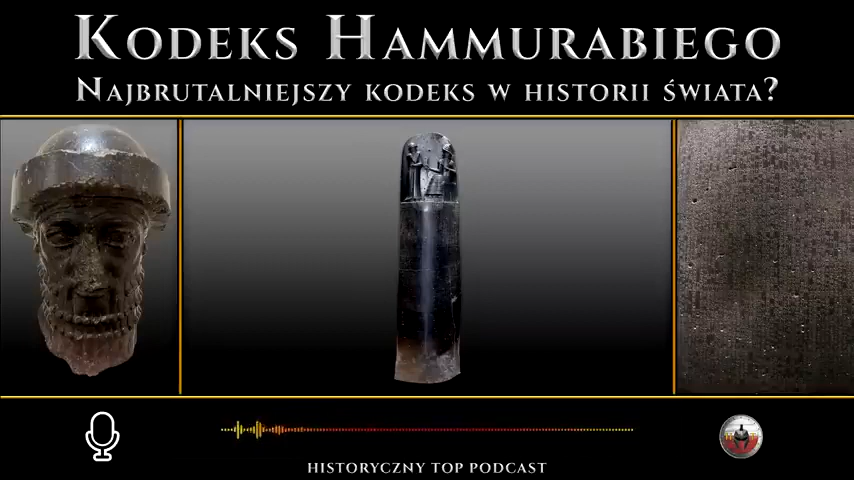 Kodeks Hammurabiego
Najbrutalniejszy kodeks w historii świata?
HISTORYCZNY TOP PODCAST